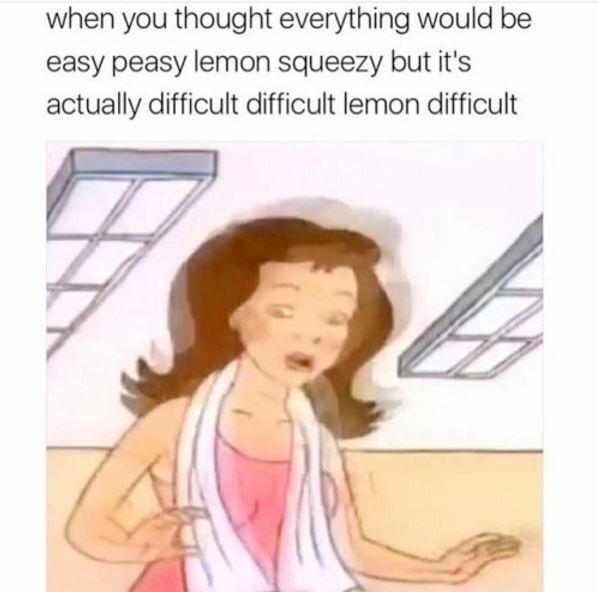 when you thought everything would be
easy peasy lemon squeezy but it's
actually difficult difficult lemon difficult